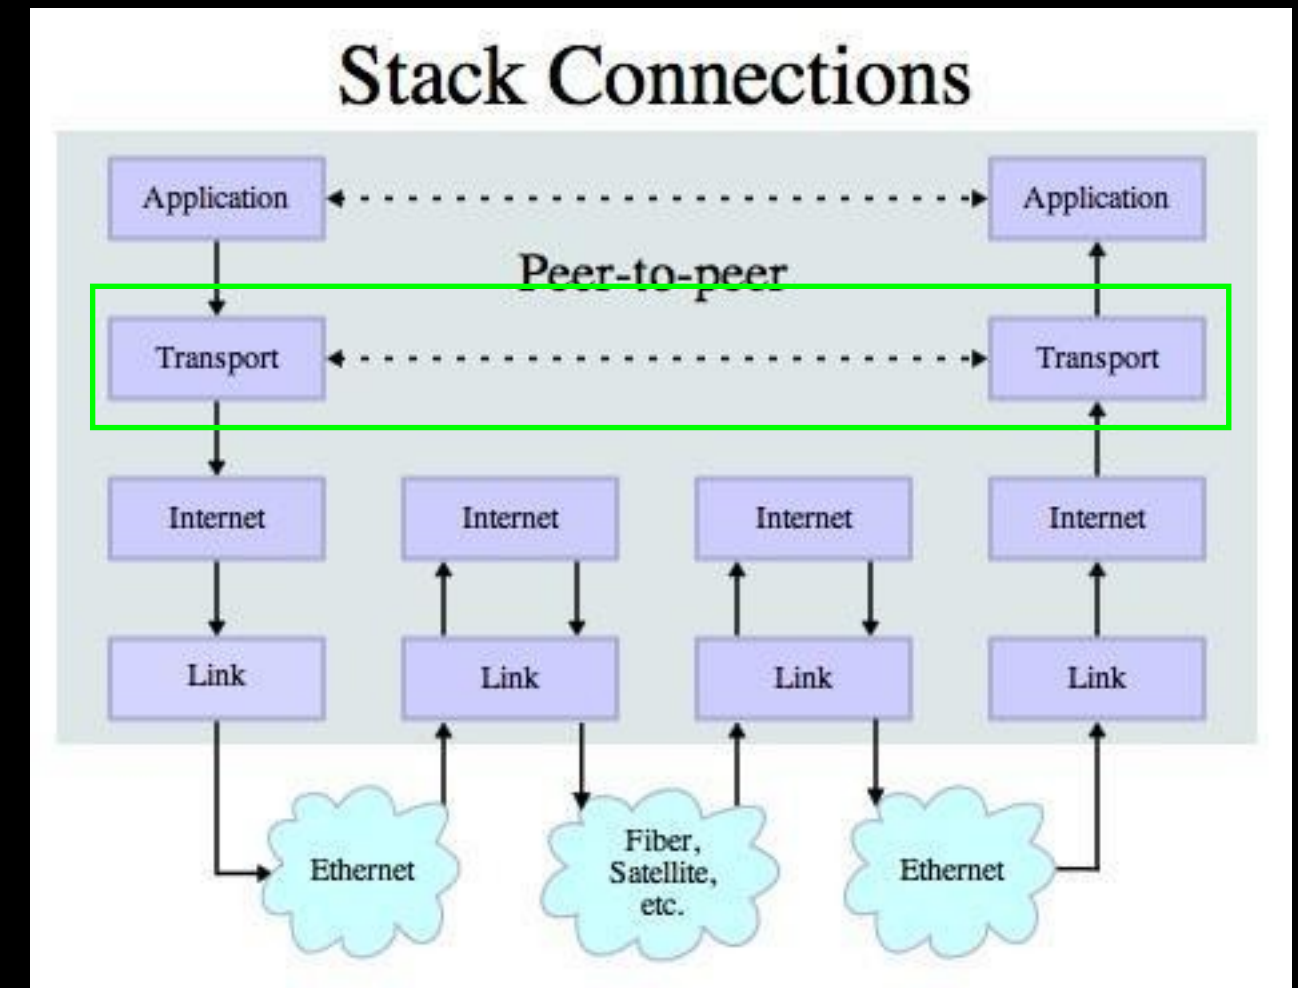 Stack Connections
Application
Application
Peer-to-peer
Transport
Transport
Internet
Internet
Internet
Internet
Link
Link
Link
Link
Ethernet
Fiber,
Satellite,
etc.
Ethernet